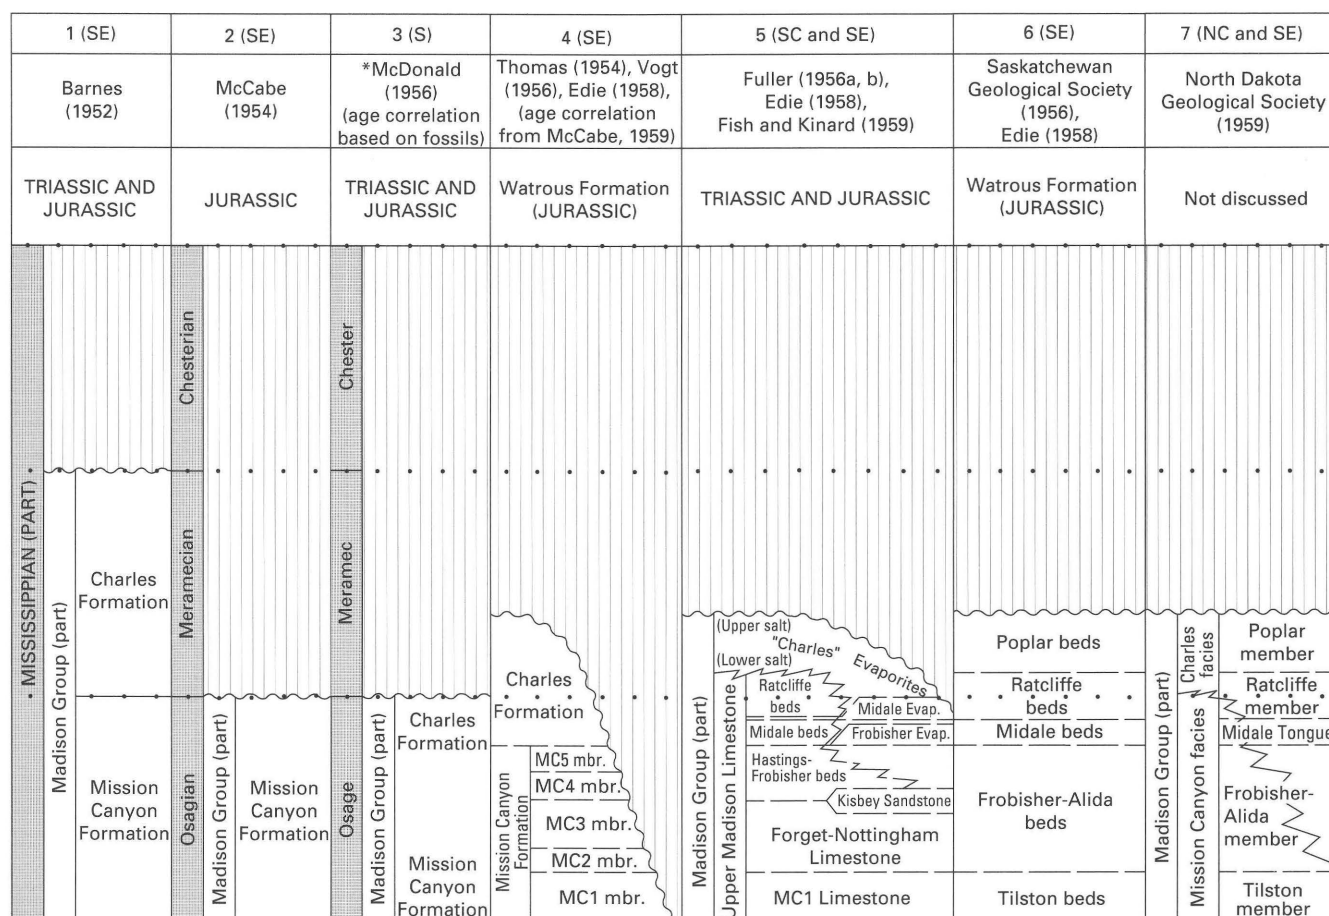 1 (SE)
2 (SE)
3 (S)
4 (SE)
5 (SC and SE)
6 (SE)
7 (NC and SE)
Barnes
(1952)
McCabe
(1954)
*McDonald
(1956)
(age correlation
based on fossils)
Thomas (1954), Vogt
(1956), Edie (1958),
(age correlation
from McCabe, 1959)
Fuller (1956a, b),
Edie (1958),
Fish and Kinard (1959)
Saskatchewan
Geological Society
(1956),
Edie (1958)
North Dakota
Geological Society
(1959)
TRIASSIC AND
JURASSIC
JURASSIC
TRIASSIC AND
JURASSIC
Watrous Formation
(JURASSIC)
TRIASSIC AND JURASSIC
Watrous Formation
(JURASSIC)
Not discussed
MISSISSIPPIAN (PART)
Madison Group (part)
Charles
Formation
Mission
Canyon
Formation
Chesterian
Meramecian
Osagian
Madison Group (part)
Mission
Canyon
Formation
Chester
Meramec
Osage
Madison Group (part)
Charles
Formation
Mission
Canyon
Formation
Charles
Formation
Mission Canyon
Formation
MC5 mbr.
MC4 mbr.
MC3 mbr.
MC2 mbr.
MC1 mbr.
Madison Group (part)
Upper Madison Limestone
(Upper salt)
"Charles" Evaporites
(Lower salt)
Ratcliffe
beds
Midale Evap.
Midale beds
Frobisher Evap.
Hastings-
Frobisher beds
Kisbey Sandstone
Forget-Nottingham
Limestone
MC1 Limestone
Poplar beds
Ratcliffe
beds
Midale beds
Frobisher-Alida
beds
Tilston beds
Madison Group (part)
Charles
facies
Mission Canyon facies
Poplar
member
Ratcliffe
member
Midale Tongue
Frobisher-
Alida
member
Tilston
member